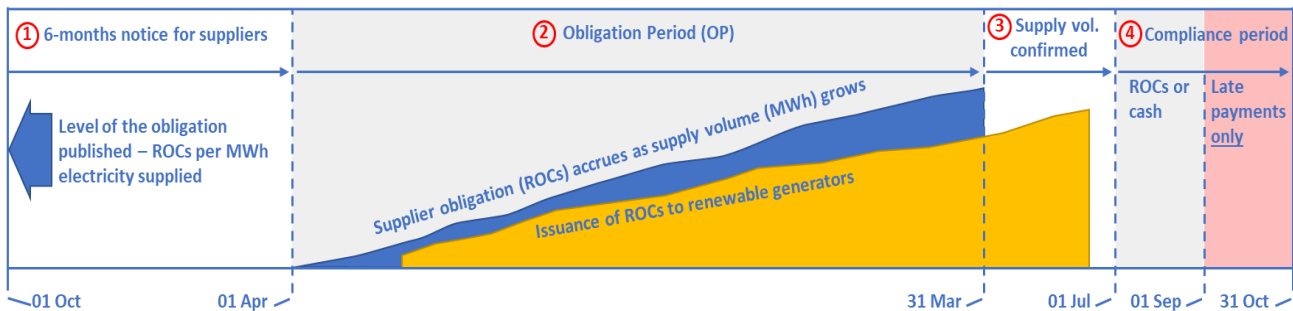 1 6-months notice for suppliers
2 Obligation Period (OP)
3 Supply vol.
confirmed
4 Compliance period
Level of the obligation
published – ROCs per MWh
electricity supplied
Supplier obligation (ROCs) accrues as supply volume (MWh) grows
Issuance of ROCs to renewable generators
ROCs or
cash
Late
payments
only
01 Oct
01 Apr
31 Mar
01 Jul
01 Sep
31 Oct